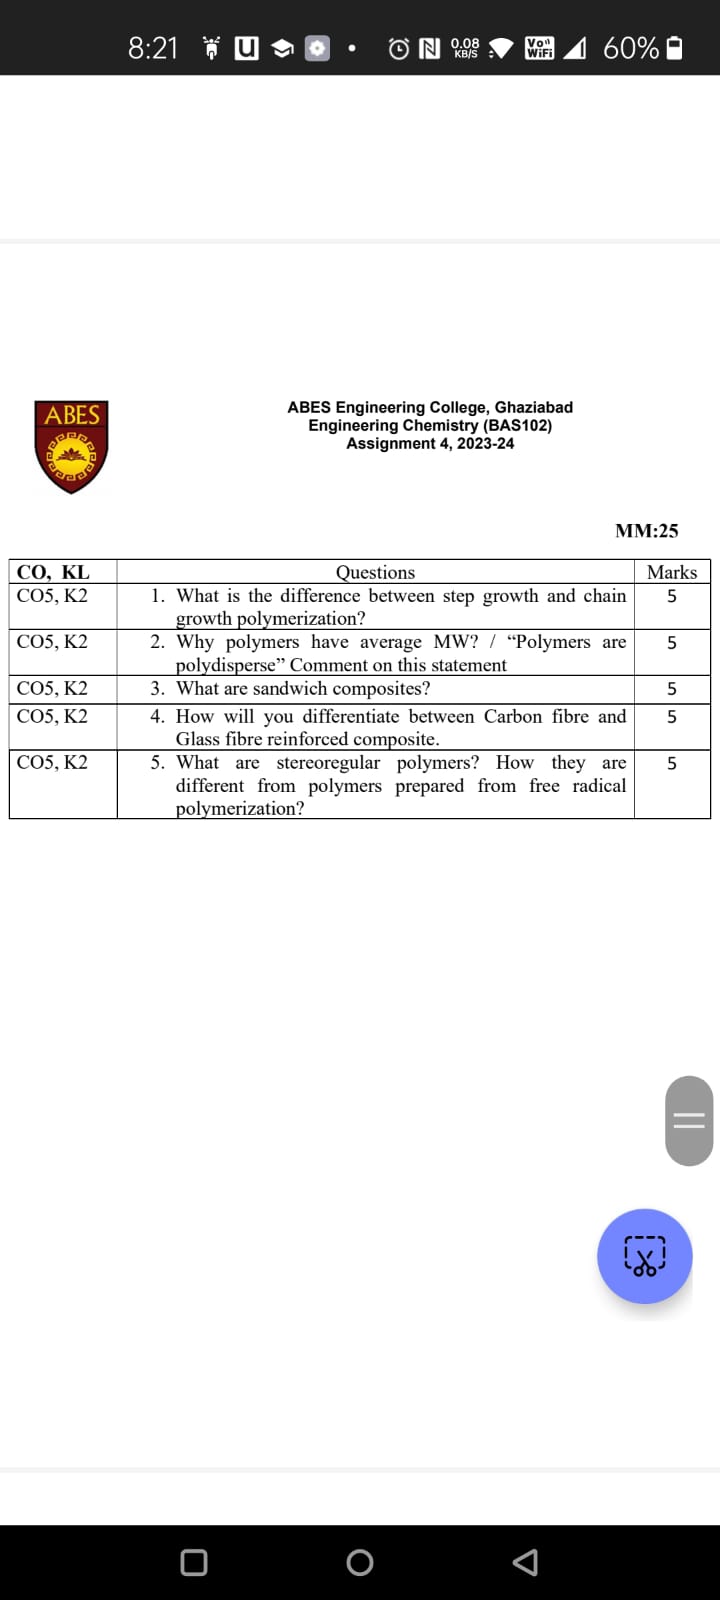 8:21 U N 0.08 KB/S Vo WiFi 60%
ABES
ABES Engineering College, Ghaziabad
Engineering Chemistry (BAS102)
Assignment 4, 2023-24
MM:25
CO, KL Questions Marks
CO5, K2 1. What is the difference between step growth and chain 5
growth polymerization?
CO5, K2 2. Why polymers have average MW? / “Polymers are 5
polydisperse” Comment on this statement
CO5, K2 3. What are sandwich composites? 5
CO5, K2 4. How will you differentiate between Carbon fibre and 5
Glass fibre reinforced composite.
CO5, K2 5. What are stereoregular polymers? How they are 5
different from polymers prepared from free radical
polymerization?